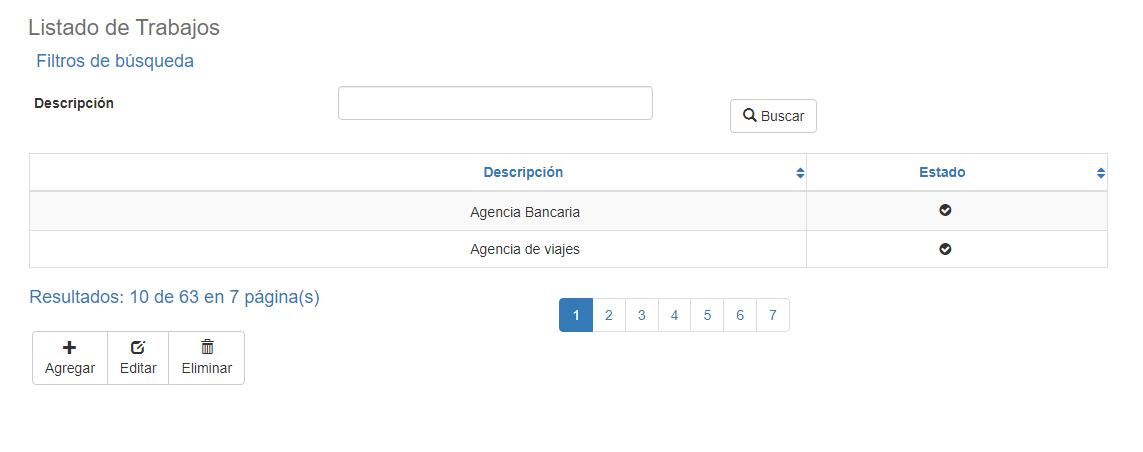 Listado de Trabajos
Filtros de búsqueda
Descripción
Buscar
Descripción Estado
Agencia Bancaria
Agencia de viajes
Resultados: 10 de 63 en 7 página(s)
1 2 3 4 5 6 7
Agregar Editar Eliminar